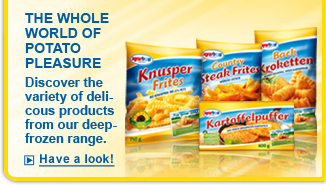 THE WHOLE
WORLD OF
POTATO
PLEASURE
Discover the
variety of deli-
cous products
from our deep-
frozen range.
Have a look!
Knusper
Frites
Country
Steak Frites
Back
Kroketten
Kartoffelpuffer